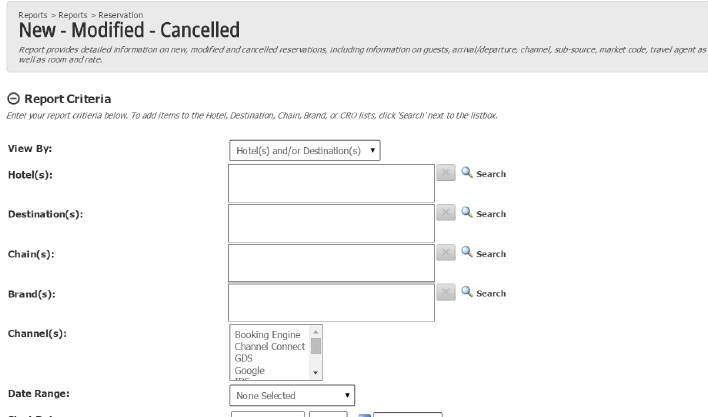 Reports > Reports > Reservation
New - Modified - Cancelled
Report provides detailed information on new, modified and cancelled reservations, including information on guests, arrival/departure, channel, sub-source, market code, travel agent as
well as room and rate.
Report Criteria
Enter your report critieria below. To add items to the Hotel, Destination, Chain, Brand, or CRO lists, click 'Search' next to the listbox.
View By: Hotel(s) and/or Destination(s)
Hotel(s): Search
Destination(s): Search
Chain(s): Search
Brand(s): Search
Channel(s): Booking Engine
Channel Connect
GDS
Google
Date Range: None Selected